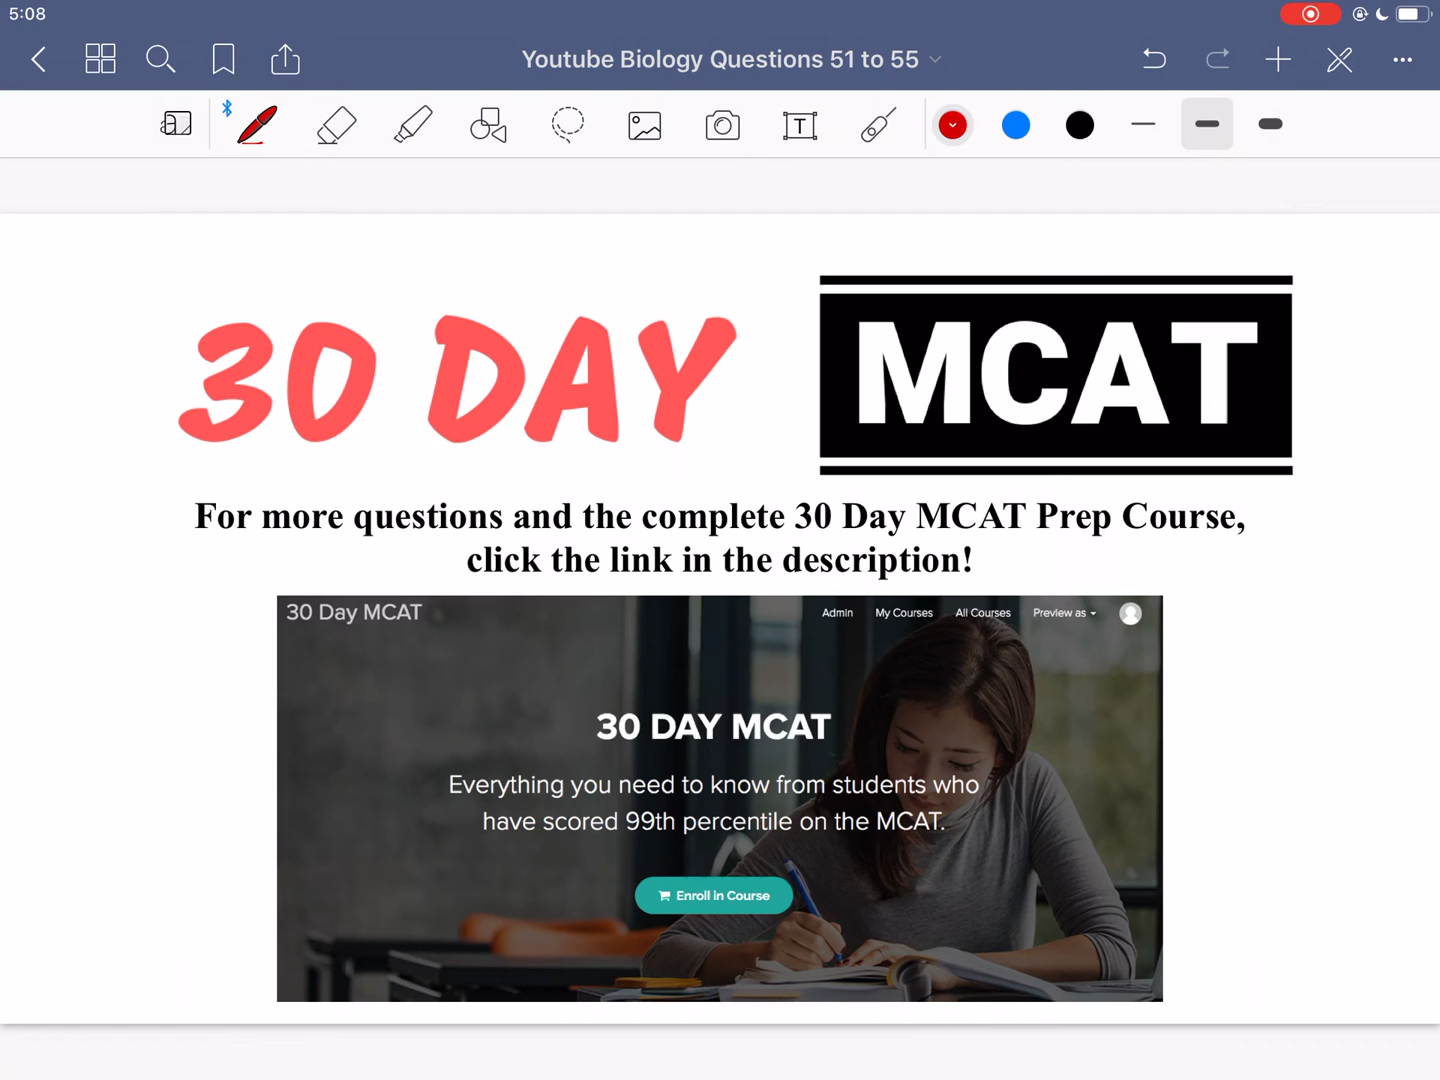 5:08
Youtube Biology Questions 51 to 55
T
30 DAY
MCAT
For more questions and the complete 30 Day MCAT Prep Course,
click the link in the description!
30 Day MCAT
Admin My Courses All Courses Preview as
30 DAY MCAT
Everything you need to know from students who
have scored 99th percentile on the MCAT.
Enroll in Course